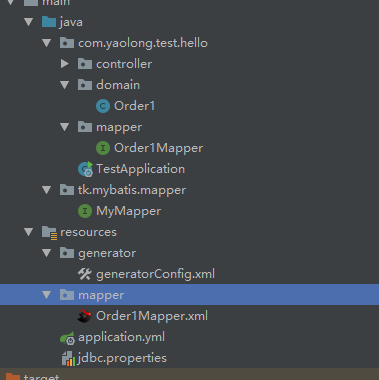 main
java
com.yaolong.test.hello
controller
domain
Order1
mapper
Order1Mapper
TestApplication
tk.mybatis.mapper
MyMapper
resources
generator
generatorConfig.xml
mapper
Order1Mapper.xml
application.yml
jdbc.properties
target